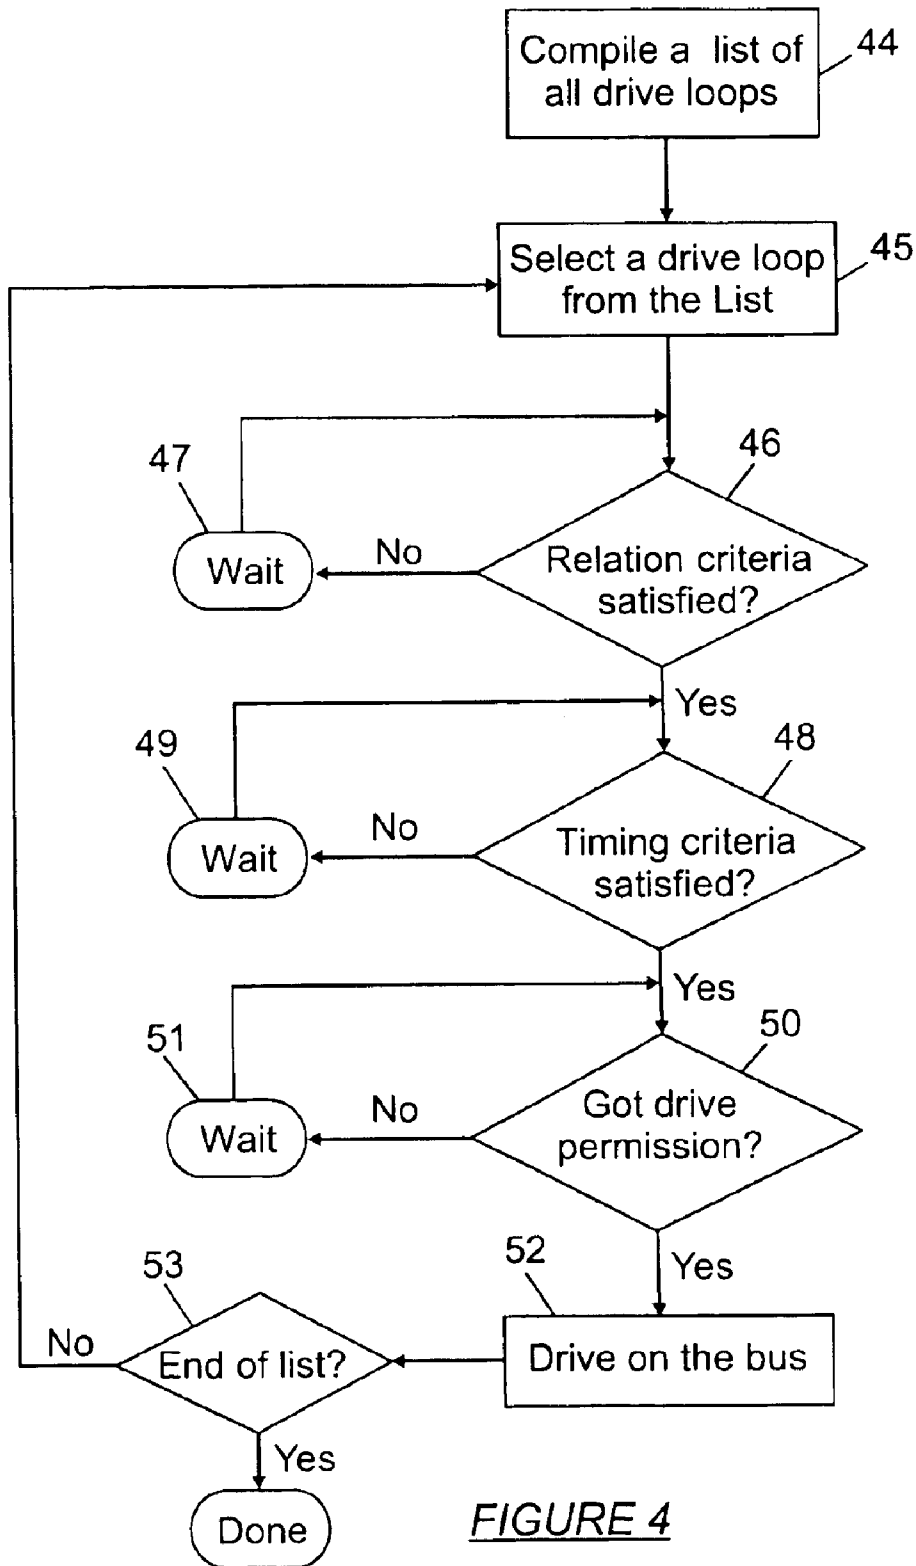 Compile a list of
all drive loops
44
Select a drive loop
from the List
45
46
47
Wait
No
Relation criteria
satisfied?
Yes
48
49
Wait
No
Timing criteria
satisfied?
Yes
50
51
Wait
No
Got drive
permission?
Yes
52
53
No
End of list?
Drive on the bus
Yes
Done
FIGURE 4